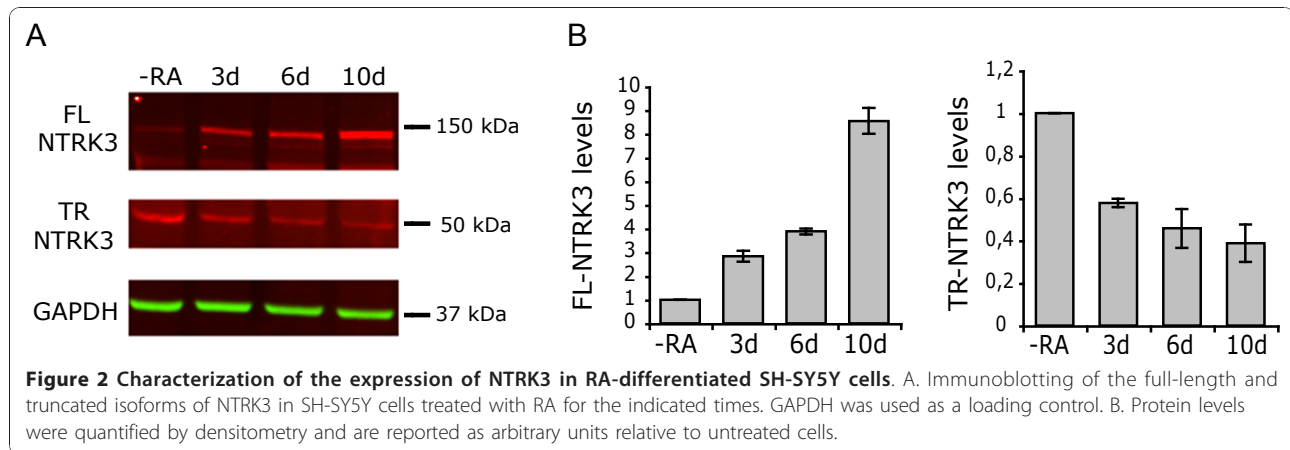 A
-RA 3d 6d 10d
FL
NTRK3
150 kDa
TR
NTRK3
50 kDa
GAPDH
37 kDa
B
FL-NTRK3 levels
10
9
8
7
6
5
4
3
2
1
0
-RA 3d 6d 10d
TR-NTRK3 levels
1,2
1
0,8
0,6
0,4
0,2
0
-RA 3d 6d 10d
Figure 2 Characterization of the expression of NTRK3 in RA-differentiated SH-SY5Y cells. A. Immunoblotting of the full-length and
truncated isoforms of NTRK3 in SH-SY5Y cells treated with RA for the indicated times. GAPDH was used as a loading control. B. Protein levels
were quantified by densitometry and are reported as arbitrary units relative to untreated cells.